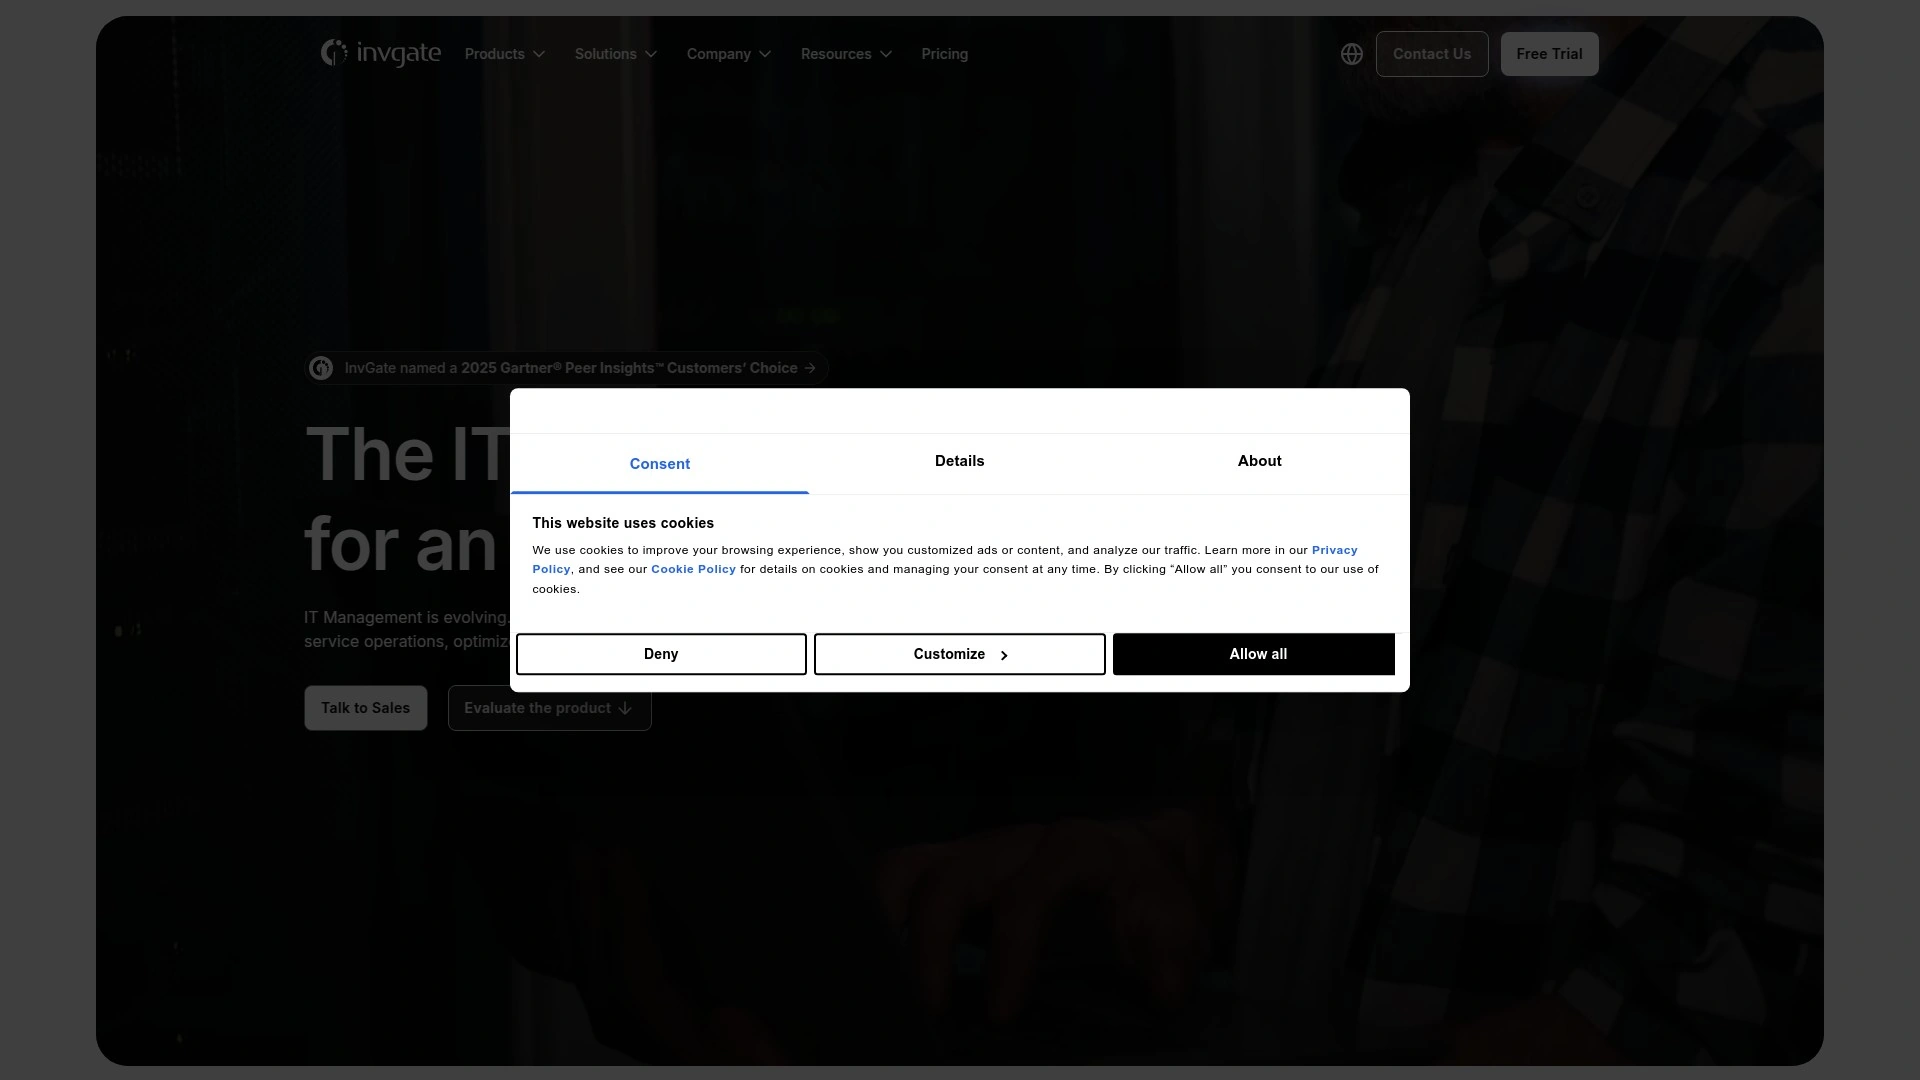 invgate
Products
Solutions
Company
Resources
Pricing
Contact Us
Free Trial
InvGate named a 2025 Gartner® Peer Insights™ Customers’ Choice →
The IT
for an
IT Management is evolving.
service operations, optimiz
Talk to Sales
Evaluate the product ↓
Consent
Details
About
This website uses cookies
We use cookies to improve your browsing experience, show you customized ads or content, and analyze our traffic. Learn more in our Privacy
Policy, and see our Cookie Policy for details on cookies and managing your consent at any time. By clicking “Allow all” you consent to our use of
cookies.
Deny
Customize
Allow all